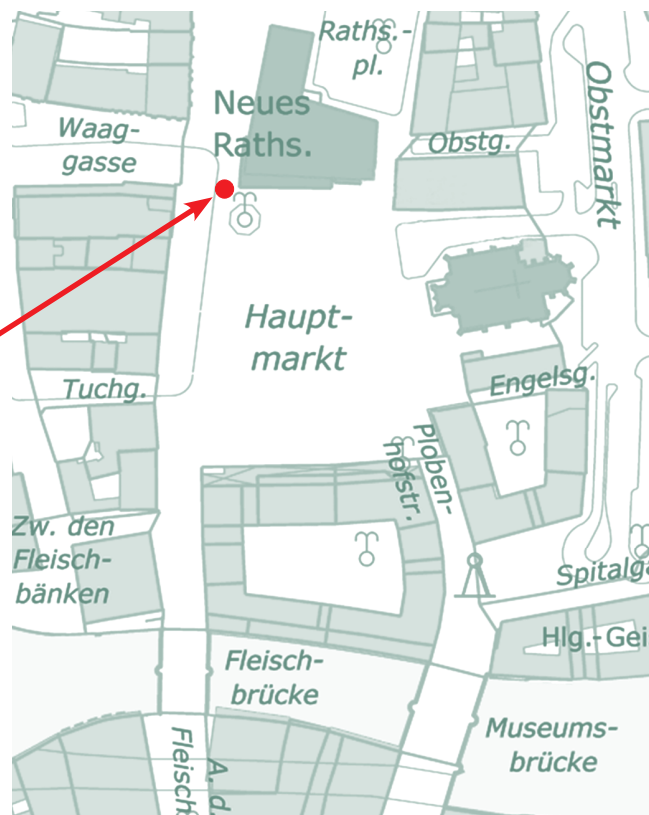 Raths.-
pl.
Neues
Raths.
Waag-
gasse
Obstg.
Obstmarkt
Haupt-
markt
Tuchg.
Engelsg.
Ploben-
hofstr.
Zw. den
Fleisch-
bänken
Spitalg
Hlg.-Gei
Fleisch-
brücke
Museums-
brücke
A. d.
Fleisch